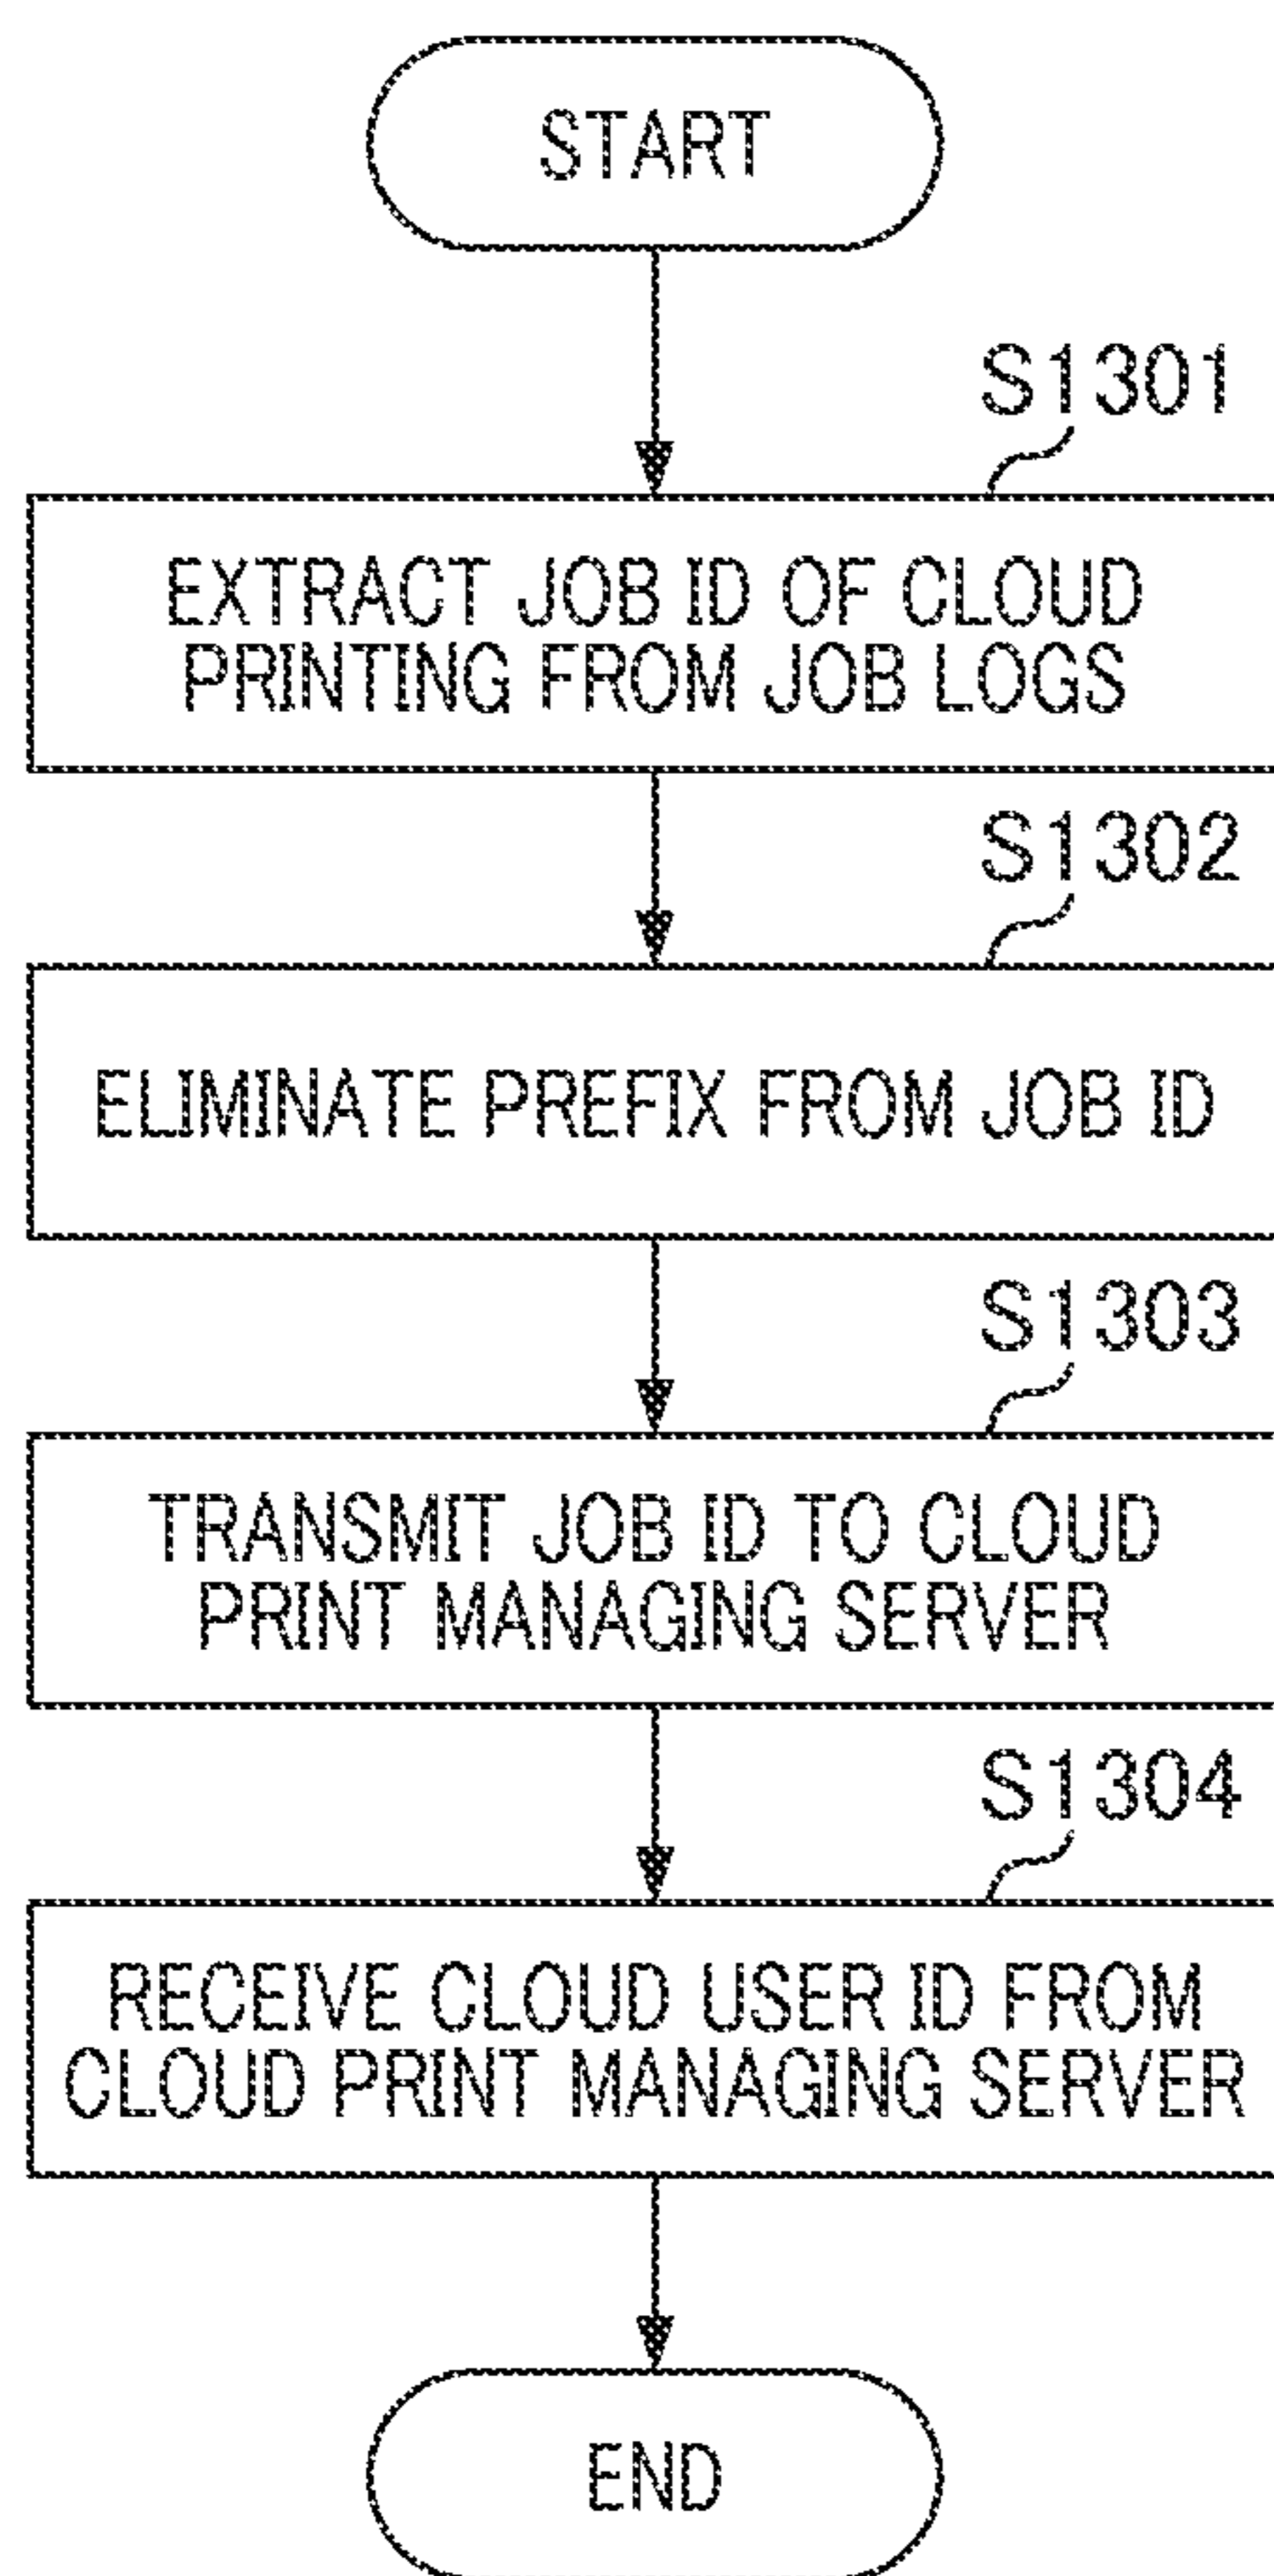 START
S1301
EXTRACT JOB ID OF CLOUD
PRINTING FROM JOB LOGS
S1302
ELIMINATE PREFIX FROM JOB ID
S1303
TRANSMIT JOB ID TO CLOUD
PRINT MANAGING SERVER
S1304
RECEIVE CLOUD USER ID FROM
CLOUD PRINT MANAGING SERVER
END